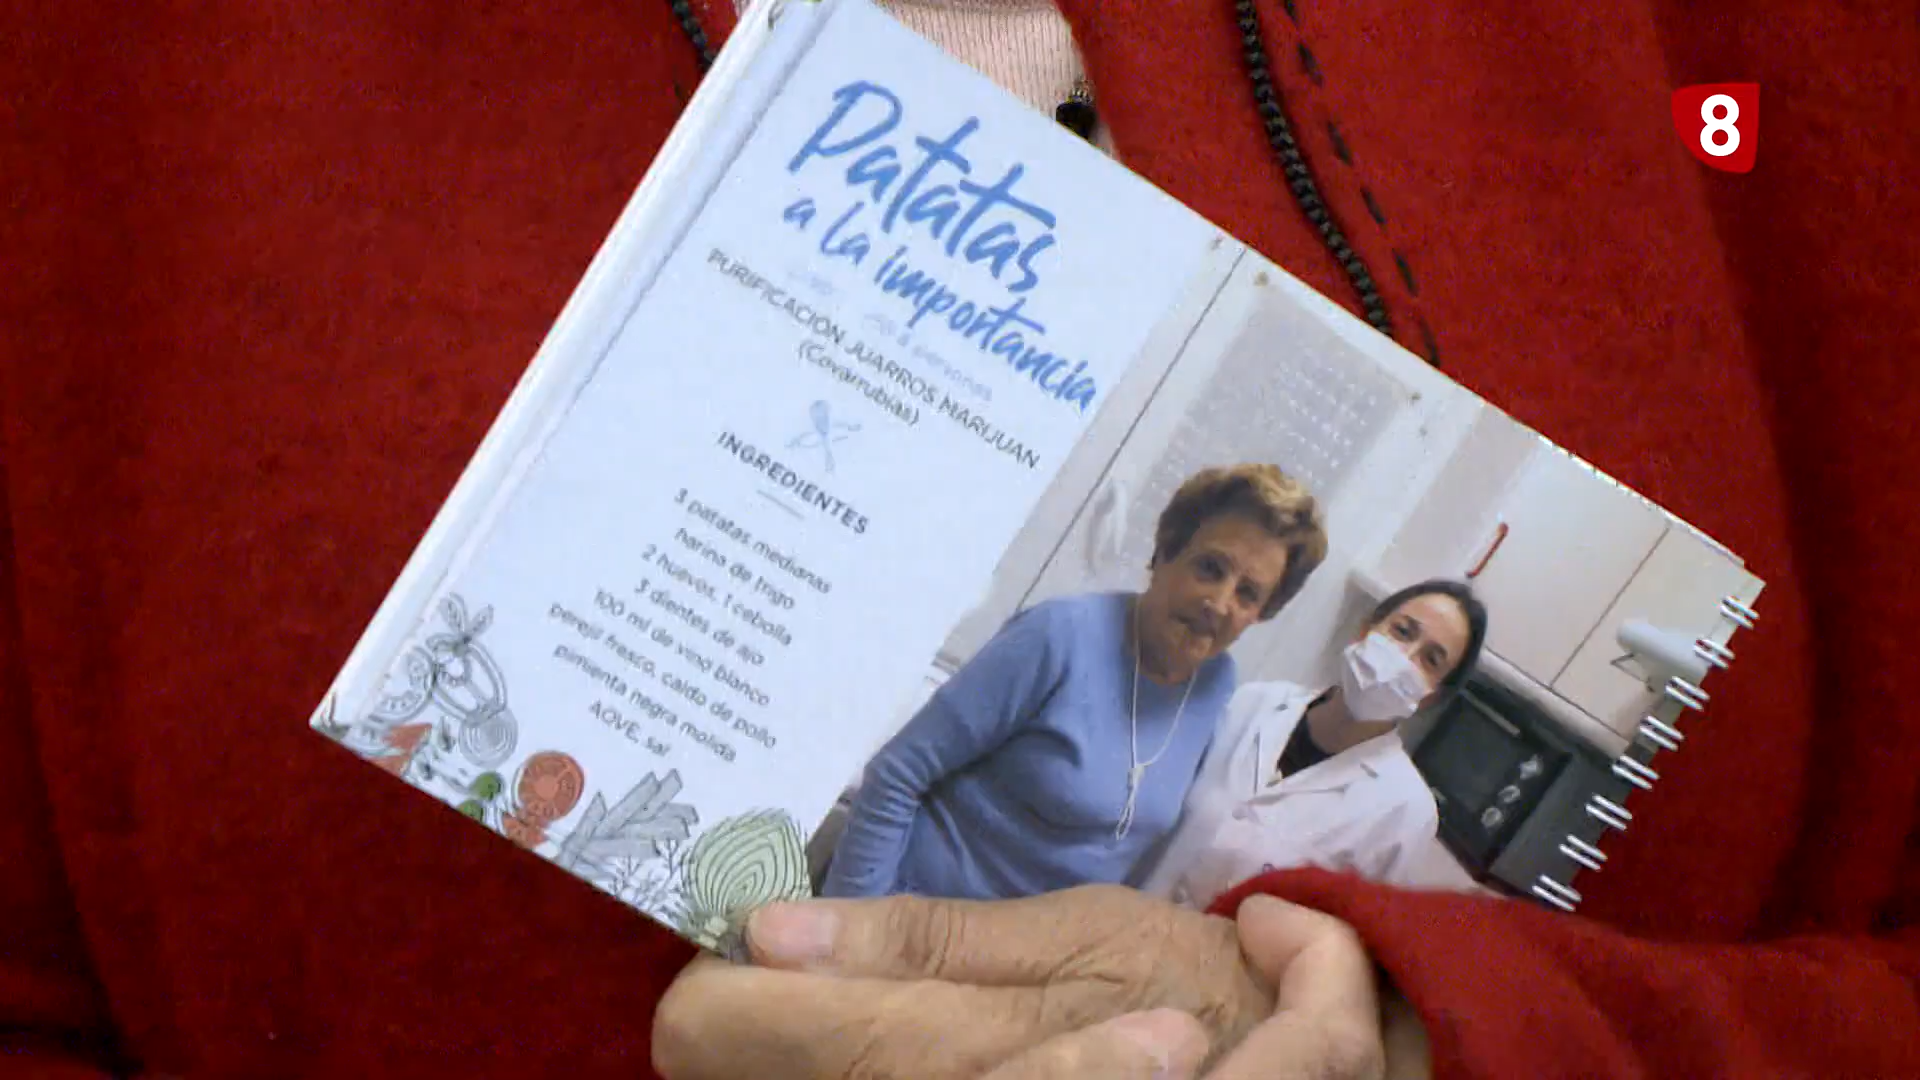 Patatas
a la importancia
PURIFICACIÓN JUARROS MARIJUAN
(Covarrubias)
INGREDIENTES
3 patatas medianas
harina de trigo
2 huevos, 1 cebolla
3 dientes de ajo
100 ml de vino blanco
perejil fresco, caldo de pollo
pimienta negra molida
AOVE, sal
8